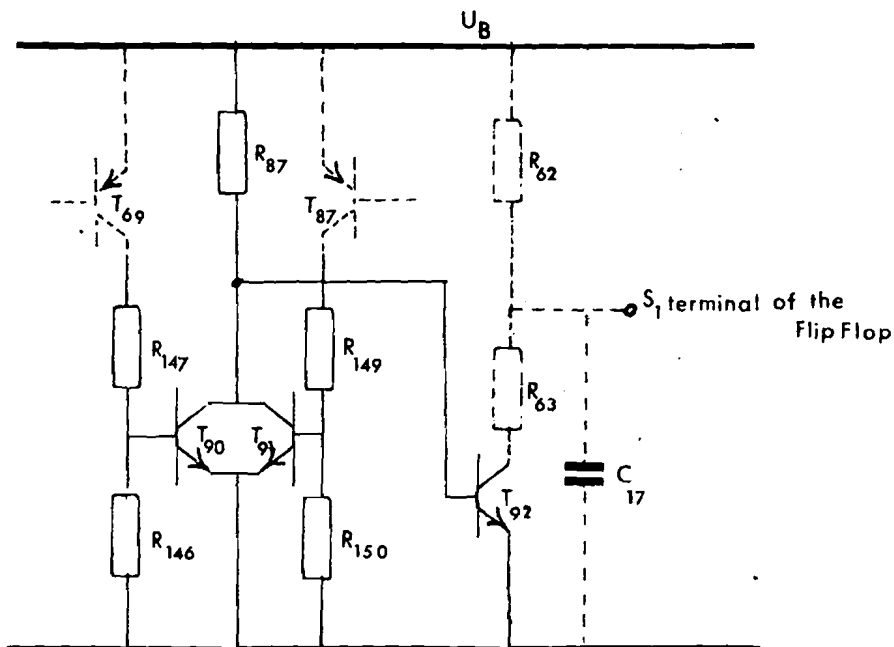 U_B
R_87
R_62
T_69
T_87
S_1 terminal of the
Flip Flop
R_147
R_149
R_63
T_90
T_91
C_17
T_92
R_146
R_150